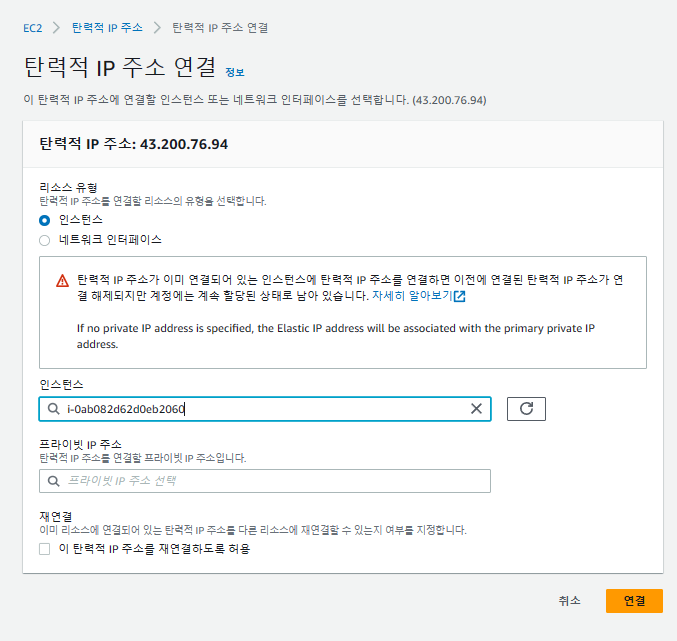 EC2 > 탄력적 IP 주소 > 탄력적 IP 주소 연결
탄력적 IP 주소 연결 정보
이 탄력적 IP 주소에 연결할 인스턴스 또는 네트워크 인터페이스를 선택합니다. (43.200.76.94)
탄력적 IP 주소: 43.200.76.94
리소스 유형
탄력적 IP 주소를 연결할 리소스의 유형을 선택합니다.
인스턴스
네트워크 인터페이스
탄력적 IP 주소가 이미 연결되어 있는 인스턴스에 탄력적 IP 주소를 연결하면 이전에 연결된 탄력적 IP 주소가 연
결 해제되지만 계정에는 계속 할당된 상태로 남아 있습니다. 자세히 알아보기
If no private IP address is specified, the Elastic IP address will be associated with the primary private IP
address.
인스턴스
i-0ab082d62d0eb2060
프라이빗 IP 주소
탄력적 IP 주소를 연결할 프라이빗 IP 주소입니다.
프라이빗 IP 주소 선택
재연결
이미 리소스에 연결되어 있는 탄력적 IP 주소를 다른 리소스에 재연결할 수 있는지 여부를 지정합니다.
이 탄력적 IP 주소를 재연결하도록 허용
취소 연결